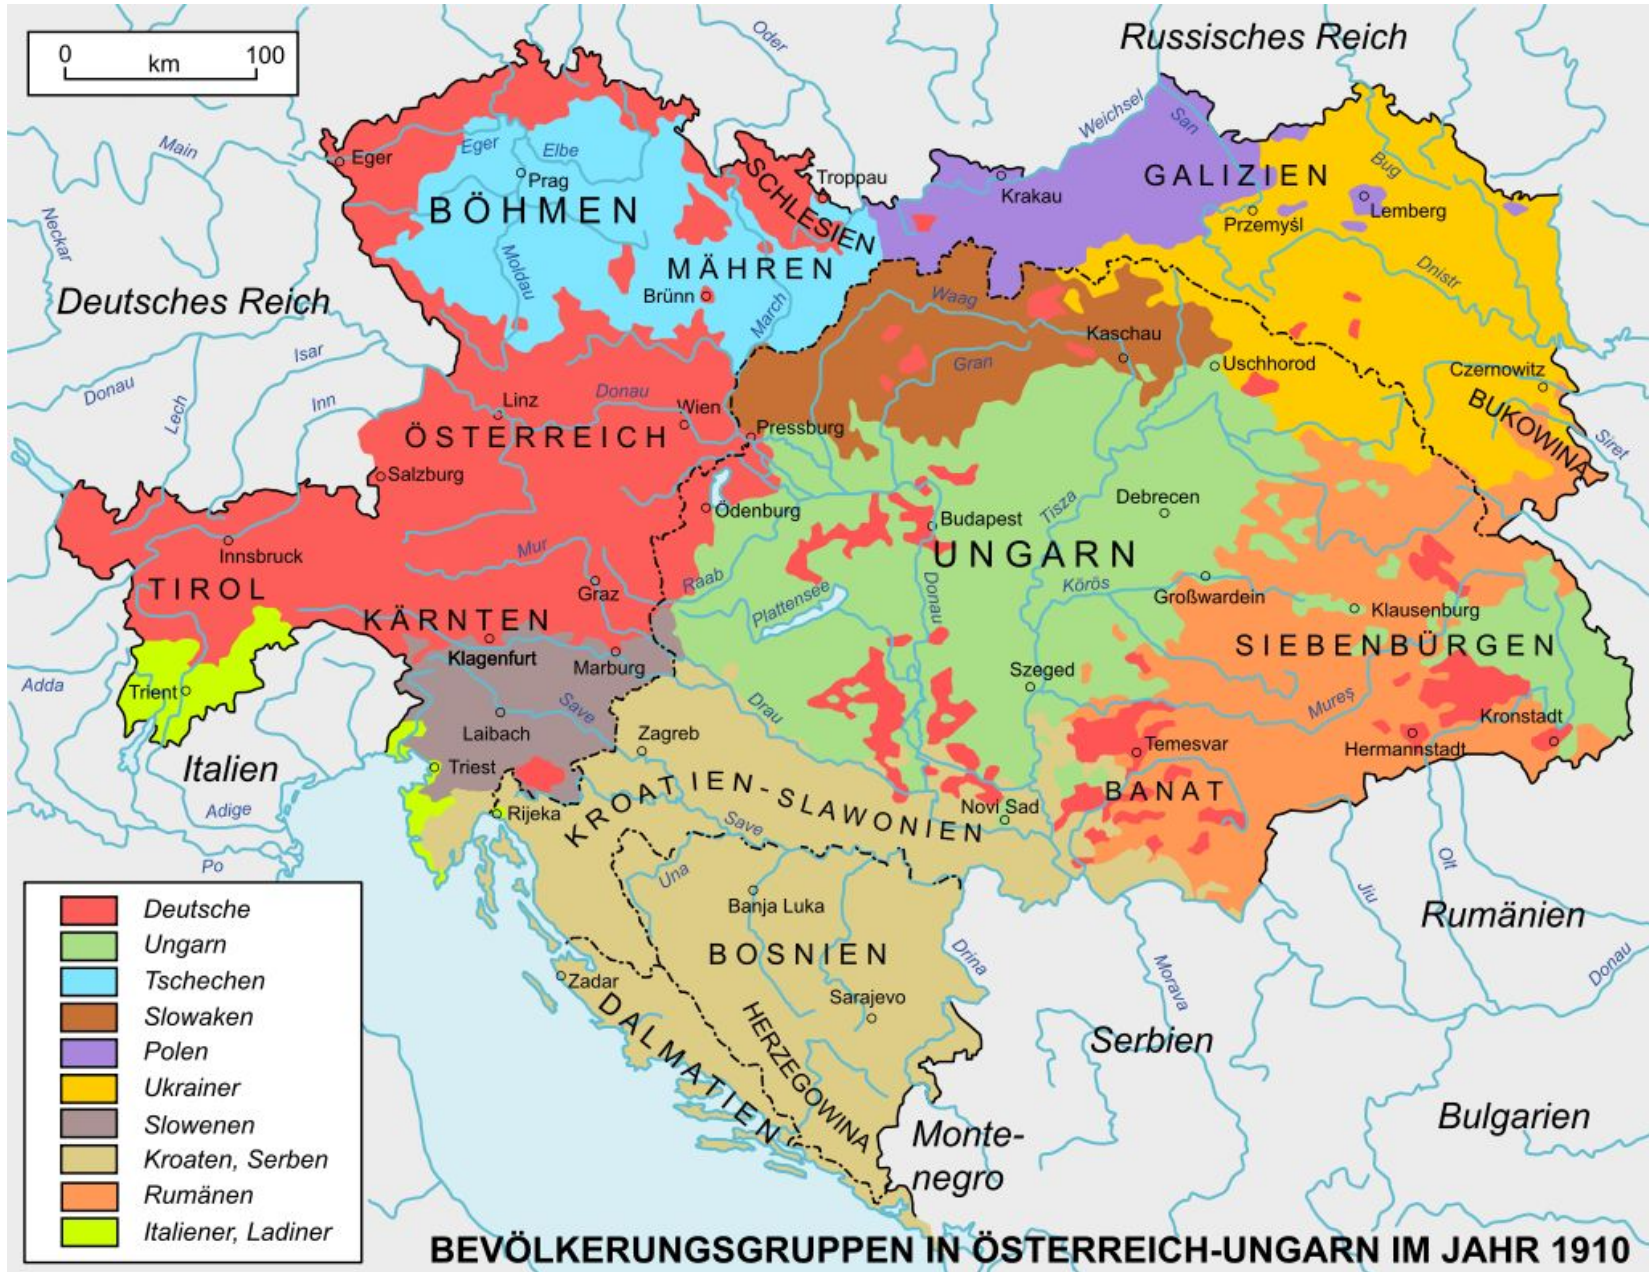 0 100
km
Russisches Reich
Oder
Main
Eger
Eger
Elbe
Prag
BÖHMEN
Moldau
Neckar
Deutsches Reich
SCHLESIEN
Troppau
MÄHREN
Brünn
March
Weichsel
San
GALIZIEN
Krakau
Przemyśl
Bug
Lemberg
Dnistr
Waag
Gran
Kaschau
Uschhorod
Czernowitz
BUKOWINA
Siret
Donau
Lech
Isar
Inn
Linz
Donau
Wien
ÖSTERREICH
Pressburg
Salzburg
Ödenburg
Budapest
Tisza
Debrecen
UNGARN
Innsbruck
TIROL
Mur
Graz
Raab
Plattensee
Donau
Körös
Großwardein
Klausenburg
SIEBENBÜRGEN
KÄRNTEN
Klagenfurt
Marburg
Szeged
Mureş
Kronstadt
Hermannstadt
Adda
Trient
Save
Laibach
Drau
Zagreb
Temesvar
BANAT
Italien
Triest
Rijeka
KROATIEN-SLAWONIEN
Novi Sad
Adige
Po
Save
Una
Banja Luka
BOSNIEN
Drina
Sarajevo
Zadar
DALMATIEN
HERZEGOWINA
Morava
Jiu
Olt
Rumänien
Donau
Serbien
Bulgarien
Monte-
negro
Deutsche
Ungarn
Tschechen
Slowaken
Polen
Ukrainer
Slowenen
Kroaten, Serben
Rumänen
Italiener, Ladiner
BEVÖLKERUNGSGRUPPEN IN ÖSTERREICH-UNGARN IM JAHR 1910